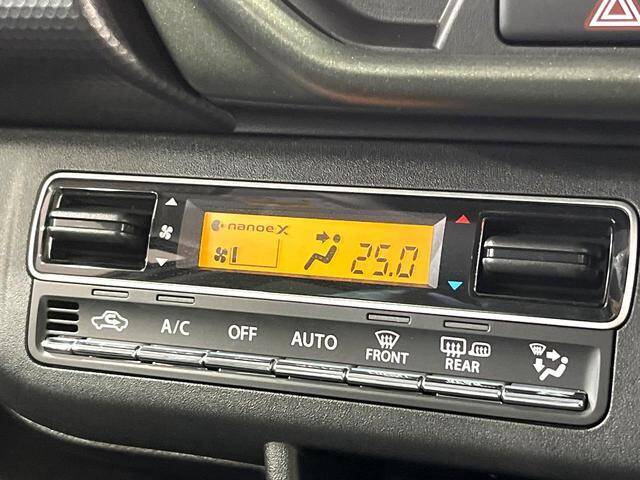 nanoeX
25.0
A/C OFF AUTO FRONT REAR